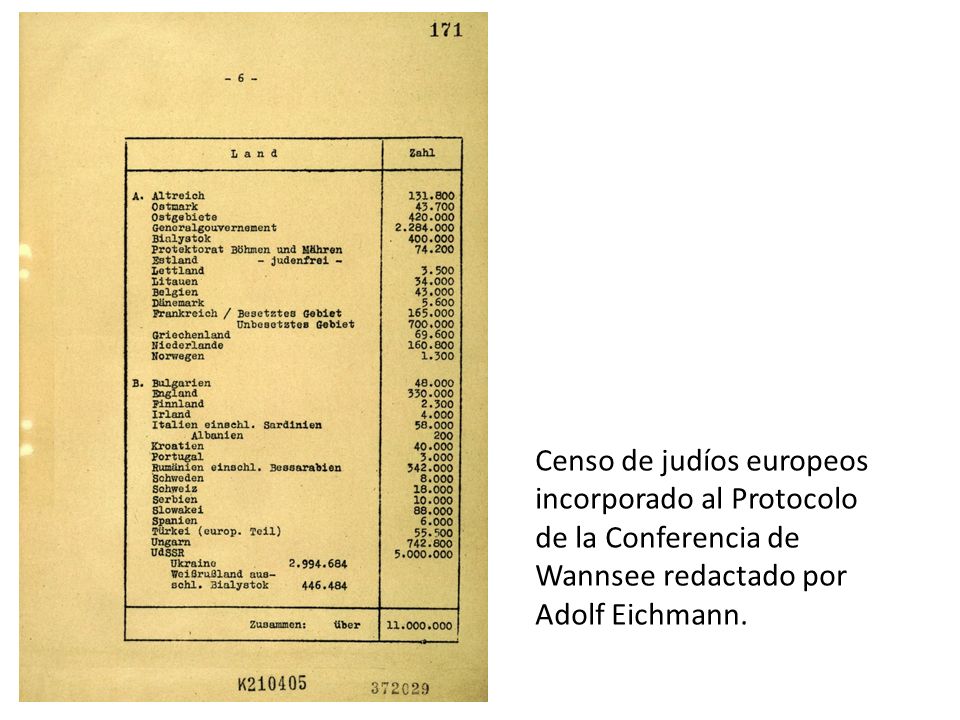 171
- 6 -
Land Zahl
A. Altreich 131.800
Ostmark 43.700
Ostgebiete 420.000
Generalgouvernement 2.284.000
Bialystok 400.000
Protektorat Böhmen und Mähren 74.200
Estland - judenfrei -
Lettland 3.500
Litauen 34.000
Belgien 43.000
Dänemark 5.600
Frankreich / Besetztes Gebiet 165.000
Unbesetztes Gebiet 700.000
Griechenland 69.600
Niederlande 160.800
Norwegen 1.300
B. Bulgarien 48.000
England 330.000
Finnland 2.300
Irland 4.000
Italien einschl. Sardinien 58.000
Albanien 200
Kroatien 40.000
Portugal 3.000
Rumänien einschl. Bessarabien 342.000
Schweden 8.000
Schweiz 18.000
Serbien 10.000
Slowakei 88.000
Spanien 6.000
Türkei (europ. Teil) 55.500
Ungarn 742.800
UdSSR 5.000.000
Ukraine 2.994.684
Weißrußland aus-
schl. Bialystok 446.484
Zusammen: über 11.000.000
K210405 372029
Censo de judíos europeos
incorporado al Protocolo
de la Conferencia de
Wannsee redactado por
Adolf Eichmann.